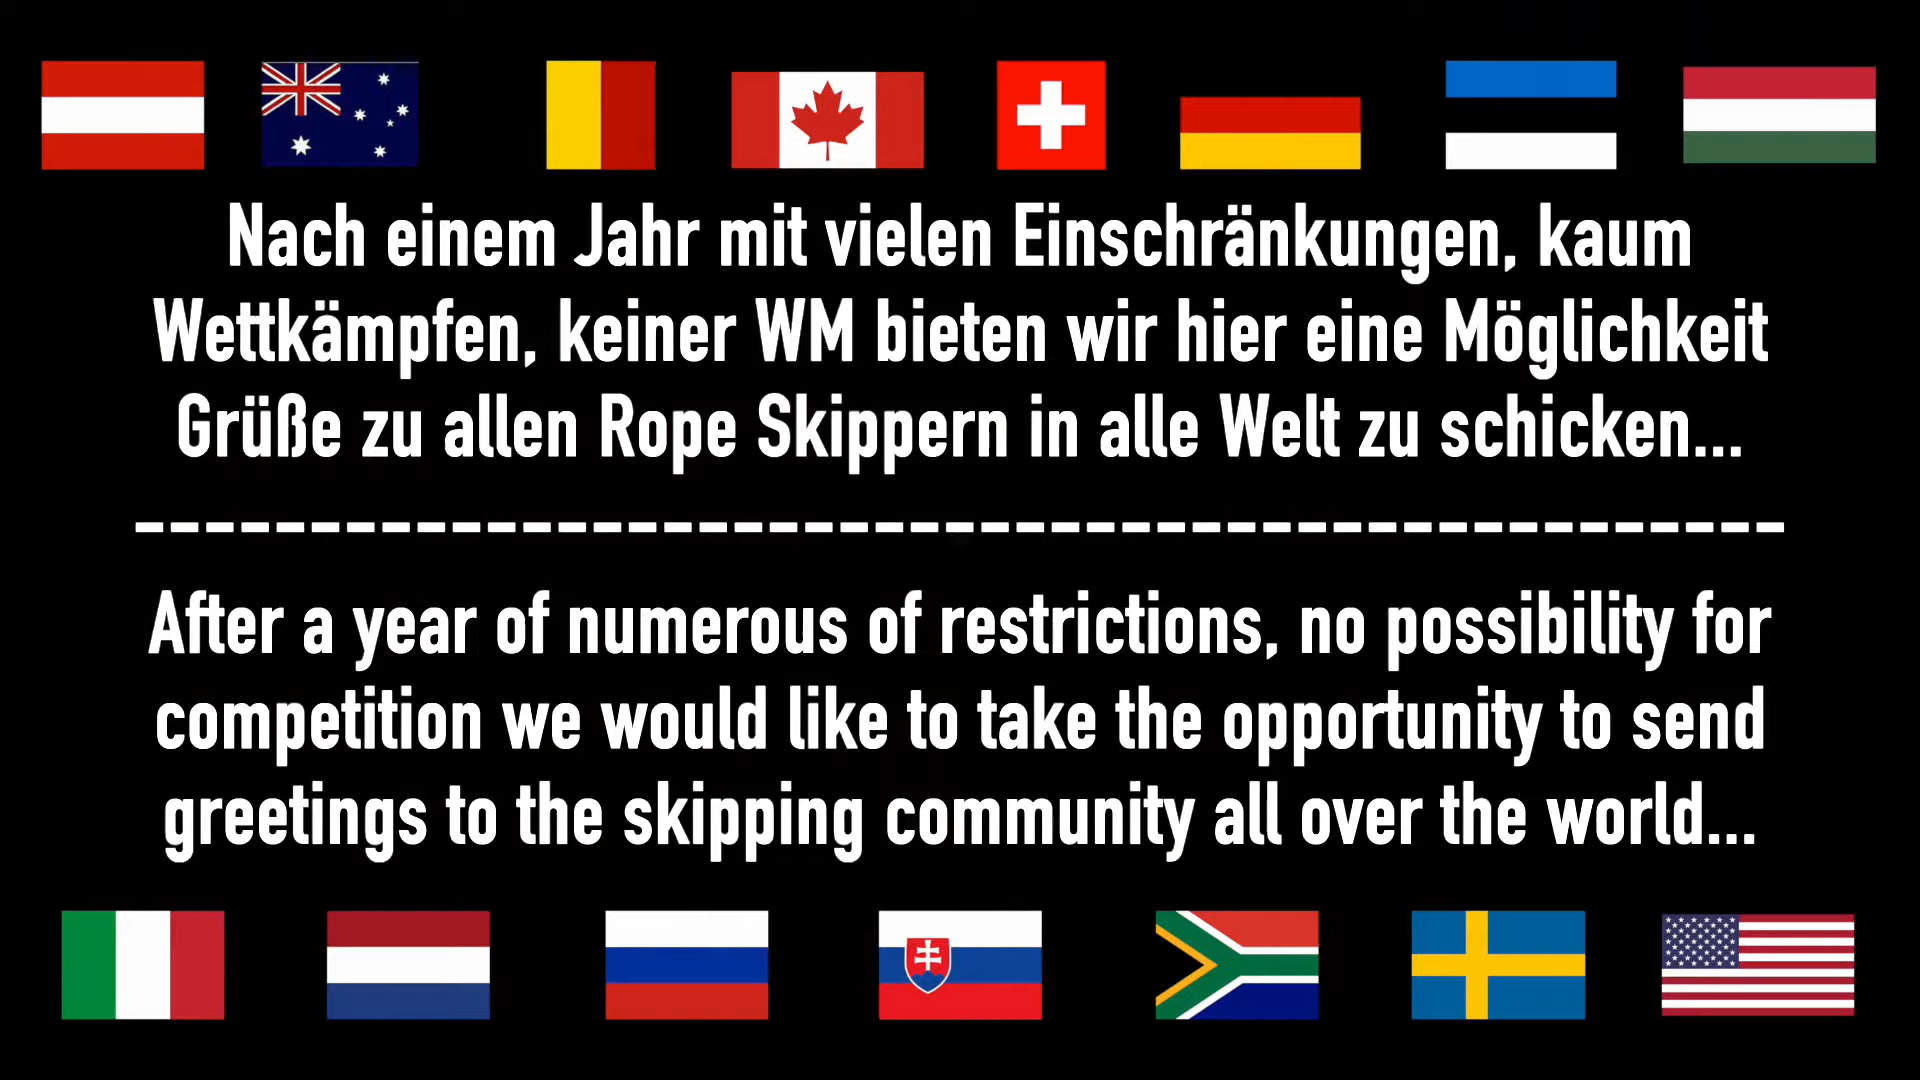 Nach einem Jahr mit vielen Einschränkungen, kaum
Wettkämpfen, keiner WM bieten wir hier eine Möglichkeit
Grüße zu allen Rope Skippern in alle Welt zu schicken...
-----------------------------------------------
After a year of numerous of restrictions, no possibility for
competition we would like to take the opportunity to send
greetings to the skipping community all over the world...